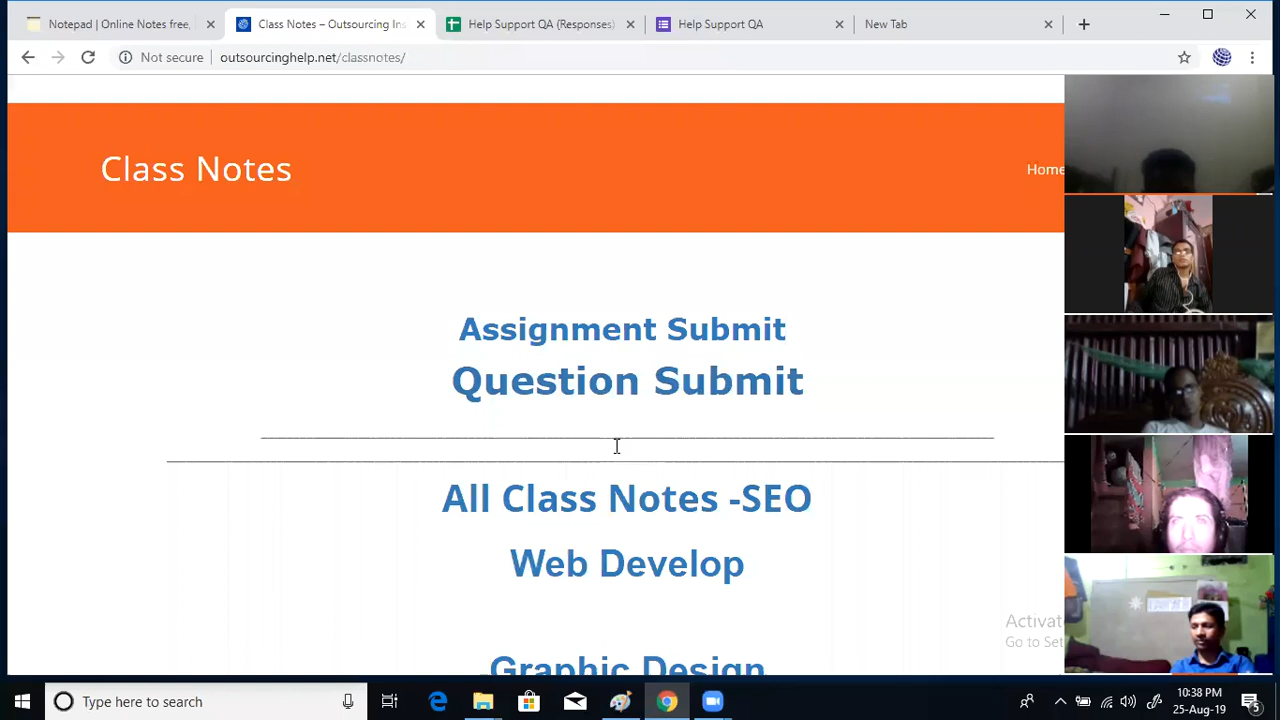 Notepad | Online Notes free,
Class Notes – Outsourcing Ins
Help Support QA (Responses)
Help Support QA
New Tab
Not secure
outsourcinghelp.net/classnotes/
Class Notes
Home
Assignment Submit
Question Submit
All Class Notes -SEO
Web Develop
Graphic Design
Activat
Go to Set
Type here to search
10:38 PM
25-Aug-19
5